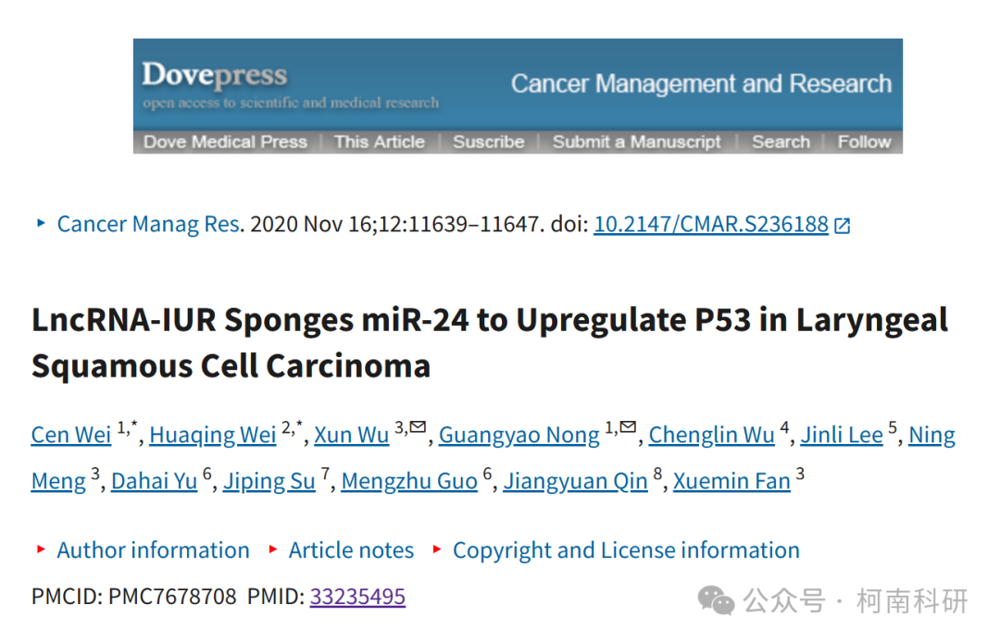 Dovepress
open access to scientific and medical research
Cancer Management and Research
Dove Medical Press | This Article | Suscribe | Submit a Manuscript | Search | Follow
Cancer Manag Res. 2020 Nov 16;12:11639–11647. doi: 10.2147/CMAR.S236188
LncRNA-IUR Sponges miR-24 to Upregulate P53 in Laryngeal
Squamous Cell Carcinoma
Cen Wei 1,*, Huaqing Wei 2,*, Xun Wu 3,✉, Guangyao Nong 1,✉, Chenglin Wu 4, Jinli Lee 5, Ning
Meng 3, Dahai Yu 6, Jiping Su 7, Mengzhu Guo 6, Jiangyuan Qin 8, Xuemin Fan 3
Author information Article notes Copyright and License information
PMCID: PMC7678708 PMID: 33235495
公众号 · 柯南科研